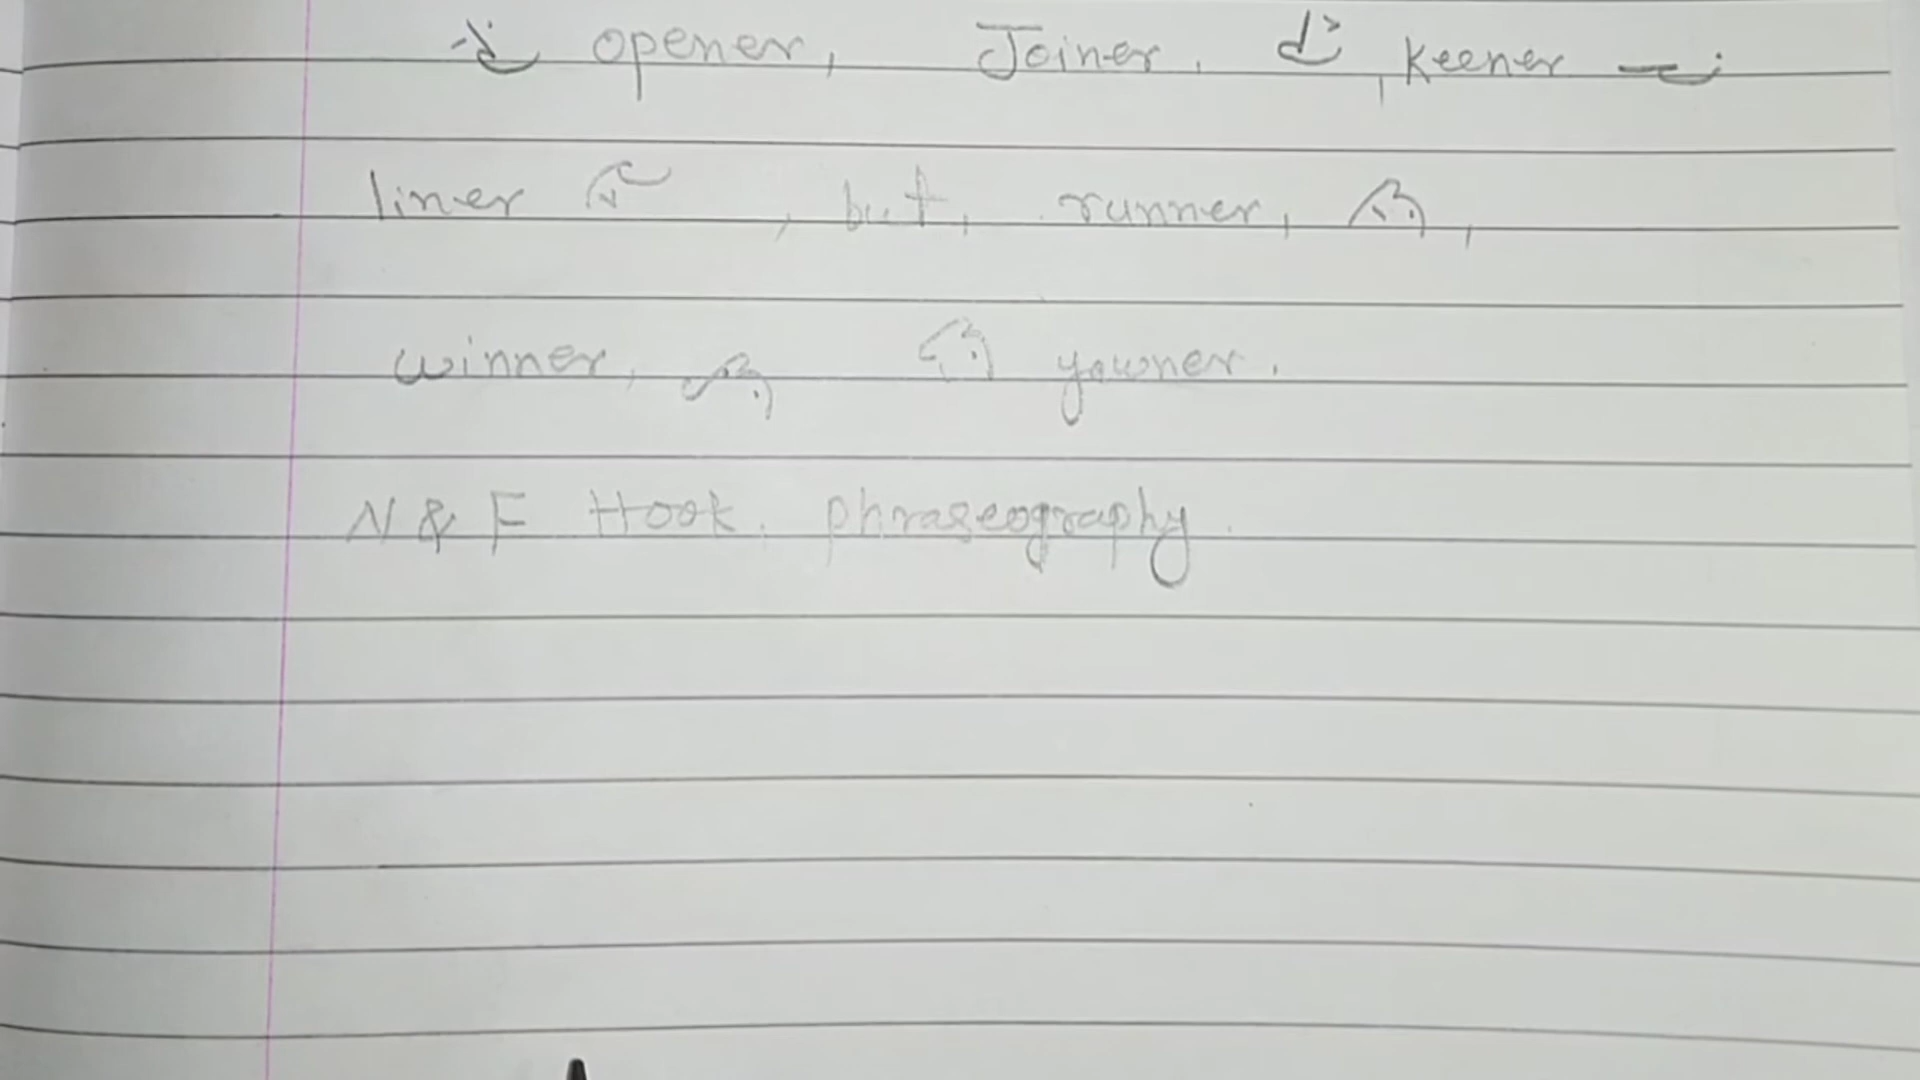 opener, Joiner, , keener
liner , but, runner, ,
winner, yawner.
N & F Hook. phraseography.